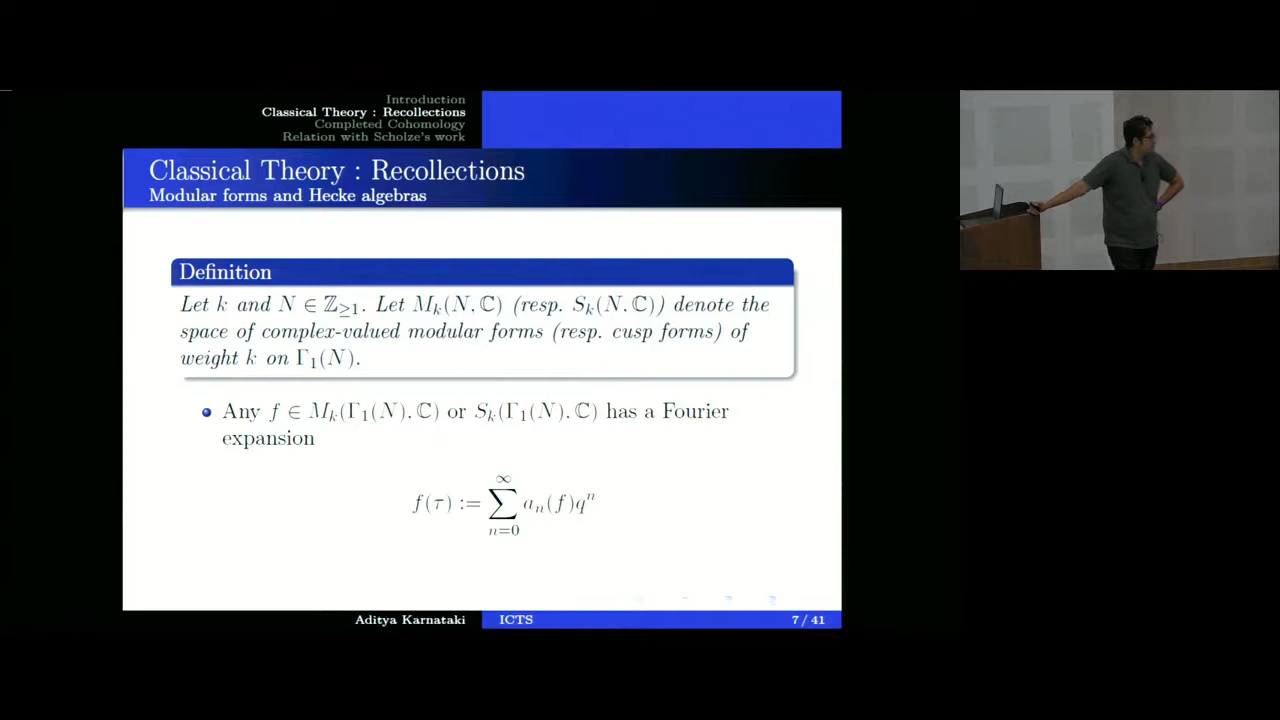 Introduction
Classical Theory : Recollections
Completed Cohomology
Relation with Scholze's work
Classical Theory : Recollections
Modular forms and Hecke algebras
Definition
Let k and N ∈ ℤ≥1. Let Mₖ(N, ℂ) (resp. Sₖ(N, ℂ)) denote the
space of complex-valued modular forms (resp. cusp forms) of
weight k on Γ₁(N).
Any f ∈ Mₖ(Γ₁(N), ℂ) or Sₖ(Γ₁(N), ℂ) has a Fourier
expansion
f(τ) := ∑_{n=0}^{∞} aₙ(f)qⁿ
Aditya Karnataki ICTS 7 / 41